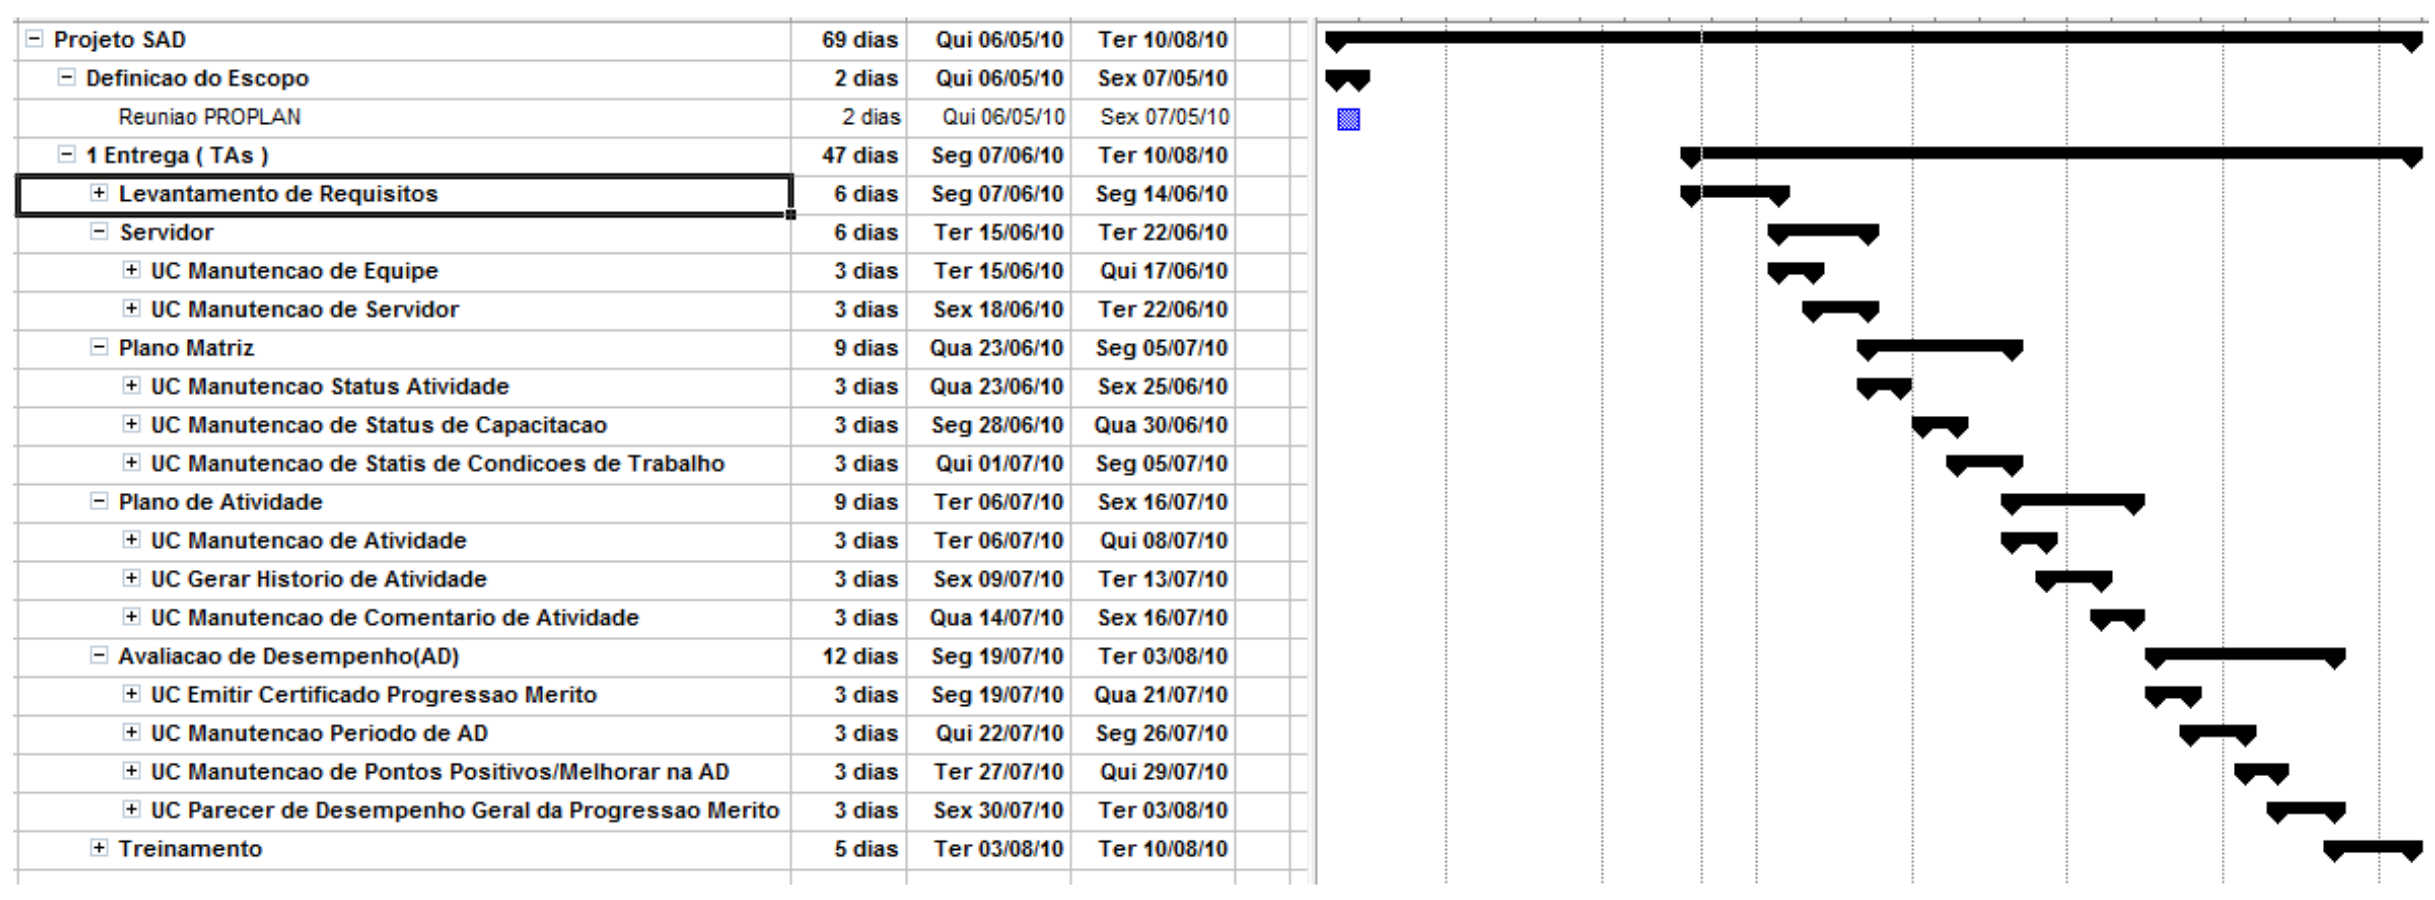 Projeto SAD 69 dias Qui 06/05/10 Ter 10/08/10
Definicao do Escopo 2 dias Qui 06/05/10 Sex 07/05/10
Reuniao PROPLAN 2 dias Qui 06/05/10 Sex 07/05/10
1 Entrega ( TAs ) 47 dias Seg 07/06/10 Ter 10/08/10
Levantamento de Requisitos 6 dias Seg 07/06/10 Seg 14/06/10
Servidor 6 dias Ter 15/06/10 Ter 22/06/10
UC Manutencao de Equipe 3 dias Ter 15/06/10 Qui 17/06/10
UC Manutencao de Servidor 3 dias Sex 18/06/10 Ter 22/06/10
Plano Matriz 9 dias Qua 23/06/10 Seg 05/07/10
UC Manutencao Status Atividade 3 dias Qua 23/06/10 Sex 25/06/10
UC Manutencao de Status de Capacitacao 3 dias Seg 28/06/10 Qua 30/06/10
UC Manutencao de Statis de Condicoes de Trabalho 3 dias Qui 01/07/10 Seg 05/07/10
Plano de Atividade 9 dias Ter 06/07/10 Sex 16/07/10
UC Manutencao de Atividade 3 dias Ter 06/07/10 Qui 08/07/10
UC Gerar Historio de Atividade 3 dias Sex 09/07/10 Ter 13/07/10
UC Manutencao de Comentario de Atividade 3 dias Qua 14/07/10 Sex 16/07/10
Avaliacao de Desempenho(AD) 12 dias Seg 19/07/10 Ter 03/08/10
UC Emitir Certificado Progressao Merito 3 dias Seg 19/07/10 Qua 21/07/10
UC Manutencao Periodo de AD 3 dias Qui 22/07/10 Seg 26/07/10
UC Manutencao de Pontos Positivos/Melhorar na AD 3 dias Ter 27/07/10 Qui 29/07/10
UC Parecer de Desempenho Geral da Progressao Merito 3 dias Sex 30/07/10 Ter 03/08/10
Treinamento 5 dias Ter 03/08/10 Ter 10/08/10